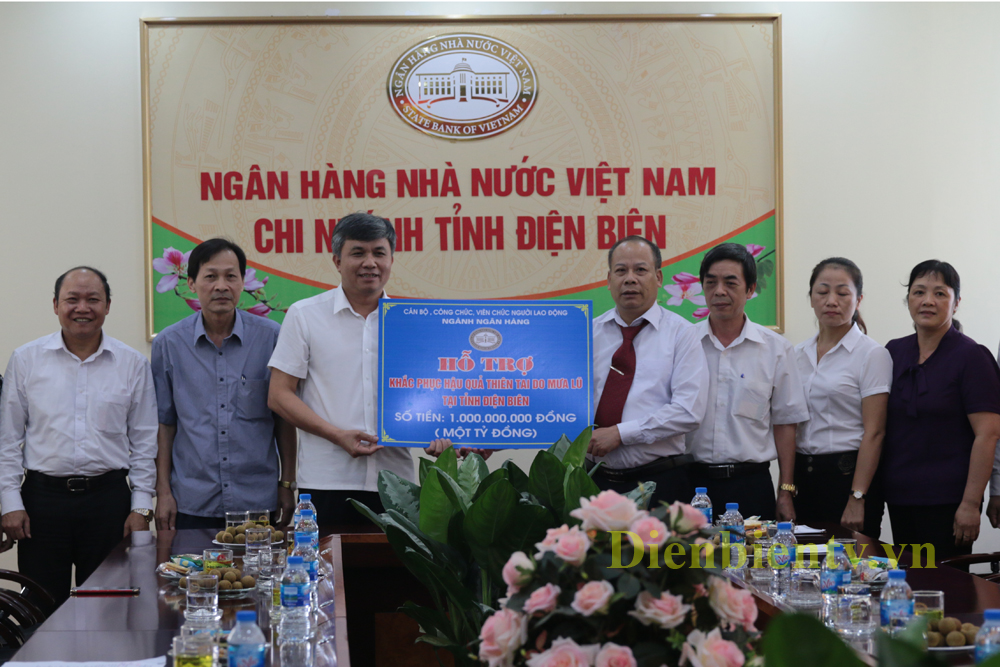 NGÂN HÀNG NHÀ NƯỚC VIỆT NAM
STATE BANK OF VIETNAM
NGÂN HÀNG NHÀ NƯỚC VIỆT NAM
CHI NHÁNH TỈNH ĐIỆN BIÊN
CÁN BỘ, CÔNG CHỨC, VIÊN CHỨC NGƯỜI LAO ĐỘNG
NGÀNH NGÂN HÀNG
HỖ TRỢ
KHẮC PHỤC HẬU QUẢ THIÊN TAI DO MƯA LŨ
TẠI TỈNH ĐIỆN BIÊN
SỐ TIỀN: 1.000.000.000 ĐỒNG
( MỘT TỶ ĐỒNG)
Dienbientv.vn